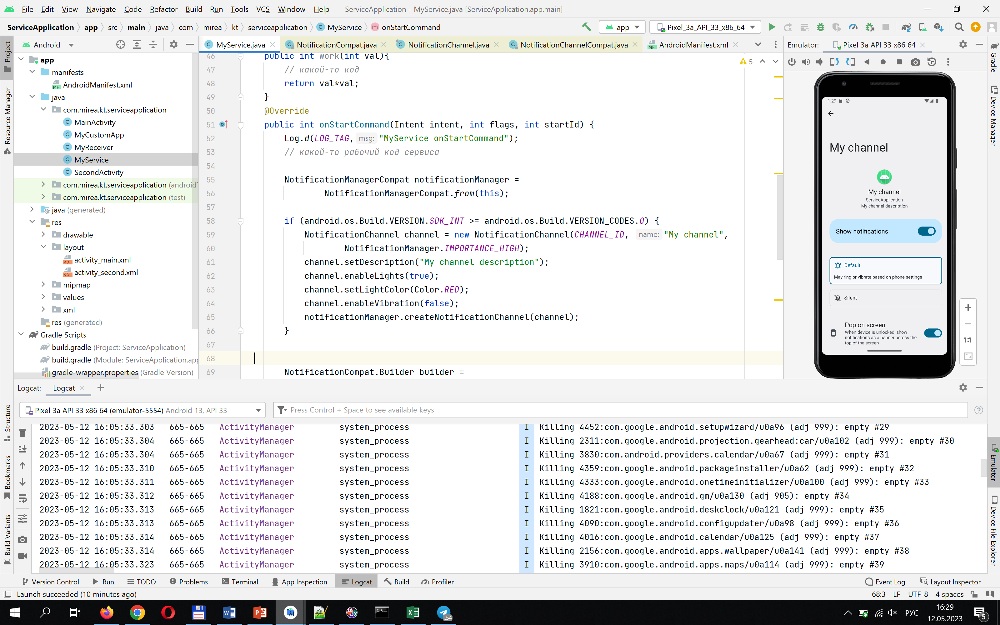 File Edit View Navigate Code Refactor Build Run Tools VCS Window Help ServiceApplication - MyService.java [ServiceApplication.app.main]
ServiceApplication app src main java com mirea kt serviceapplication MyService onStartCommand app Pixel_3a_API_33_x86_64
Android
MyService.java NotificationCompat.java NotificationChannel.java NotificationChannelCompat.java AndroidManifest.xml
Emulator: Pixel 3a API 33 x86 64
Project
Resource Manager
Structure
Bookmarks
Build Variants
app
manifests
AndroidManifest.xml
java
com.mirea.kt.serviceapplication
MainActivity
MyCustomApp
MyReceiver
MyService
SecondActivity
com.mirea.kt.serviceapplication (android
com.mirea.kt.serviceapplication (test)
java (generated)
res
drawable
layout
activity_main.xml
activity_second.xml
mipmap
values
xml
res (generated)
Gradle Scripts
build.gradle (Project: ServiceApplication)
build.gradle (Module: ServiceApplication.app
gradle-wrapper.properties (Gradle Version)
46 public int work(int val){
47 // какой-то код
48 return val*val;
49 }
50 @Override
51 public int onStartCommand(Intent intent, int flags, int startId) {
52 Log.d(LOG_TAG, msg: "MyService onStartCommand");
53 // какой-то рабочий код сервиса
54
55 NotificationManagerCompat notificationManager =
56 NotificationManagerCompat.from(this);
57
58 if (android.os.Build.VERSION.SDK_INT >= android.os.Build.VERSION_CODES.O) {
59 NotificationChannel channel = new NotificationChannel(CHANNEL_ID, name: "My channel",
60 NotificationManager.IMPORTANCE_HIGH);
61 channel.setDescription("My channel description");
62 channel.enableLights(true);
63 channel.setLightColor(Color.RED);
64 channel.enableVibration(false);
65 notificationManager.createNotificationChannel(channel);
66 }
67
68
69 NotificationCompat.Builder builder =
5
1:29
My channel
My channel
ServiceApplication
My channel description
Show notifications
Default
May ring or vibrate based on phone settings
Silent
Pop on screen
When device is unlocked, show
notifications as a banner across the
top of the screen
1:1
Gradle
Device Manager
Emulator
Device File Explorer
Logcat: Logcat
Pixel 3a API 33 x86 64 (emulator-5554) Android 13, API 33
Press Control + Space to see available keys
2023-05-12 16:05:33.303 665-665 ActivityManager system_process I Killing 4452:com.google.android.setupwizard/u0a96 (adj 999): empty #29
2023-05-12 16:05:33.304 665-665 ActivityManager system_process I Killing 2311:com.google.android.projection.gearhead:car/u0a102 (adj 999): empty #30
2023-05-12 16:05:33.304 665-665 ActivityManager system_process I Killing 3830:com.android.providers.calendar/u0a67 (adj 999): empty #31
2023-05-12 16:05:33.310 665-665 ActivityManager system_process I Killing 4359:com.google.android.packageinstaller/u0a62 (adj 999): empty #32
2023-05-12 16:05:33.311 665-665 ActivityManager system_process I Killing 4333:com.google.android.onetimeinitializer/u0a100 (adj 999): empty #33
2023-05-12 16:05:33.312 665-665 ActivityManager system_process I Killing 4188:com.google.android.gm/u0a130 (adj 905): empty #34
2023-05-12 16:05:33.313 665-665 ActivityManager system_process I Killing 1821:com.google.android.deskclock/u0a121 (adj 999): empty #35
2023-05-12 16:05:33.313 665-665 ActivityManager system_process I Killing 4090:com.google.android.configupdater/u0a98 (adj 999): empty #36
2023-05-12 16:05:33.314 665-665 ActivityManager system_process I Killing 4016:com.google.android.calendar/u0a125 (adj 999): empty #37
2023-05-12 16:05:33.314 665-665 ActivityManager system_process I Killing 2156:com.google.android.apps.wallpaper/u0a141 (adj 999): empty #38
2023-05-12 16:05:33.323 665-665 ActivityManager system_process I Killing 3910:com.google.android.apps.maps/u0a114 (adj 999): empty #39
Version Control Run TODO Problems Terminal App Inspection Logcat Build Profiler Event Log Layout Inspector
Launch succeeded (10 minutes ago) 68:3 LF UTF-8 4 spaces
..54
РУС
16:29
12.05.2023
5